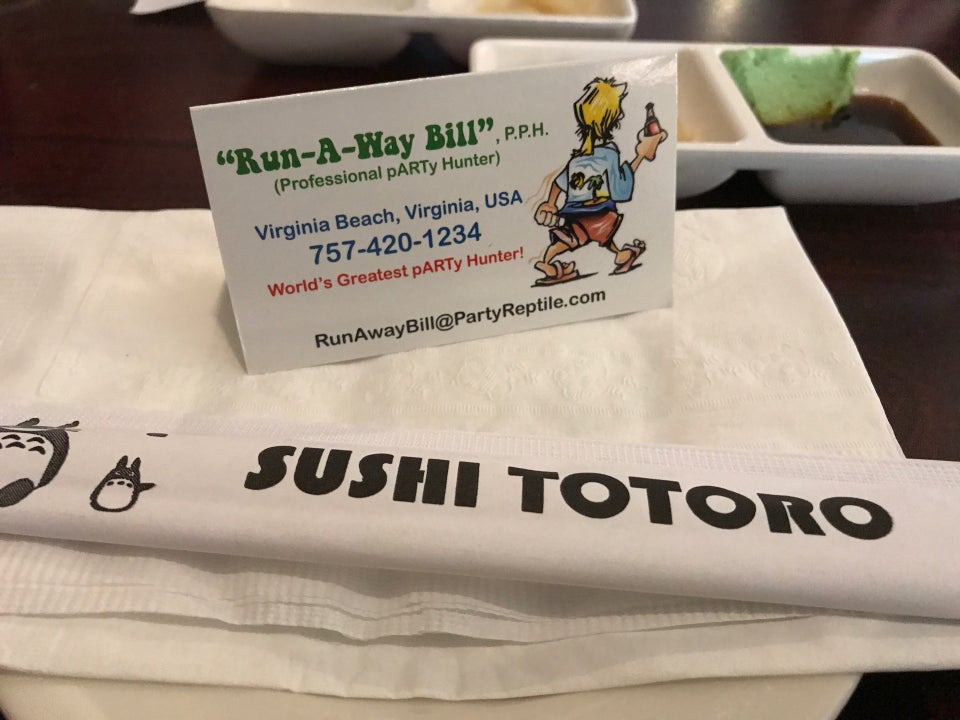 “Run-A-Way Bill”, P.P.H.
(Professional pARTy Hunter)
Virginia Beach, Virginia, USA
757-420-1234
World's Greatest pARTy Hunter!
RunAwayBill@PartyReptile.com
SUSHI TOTORO